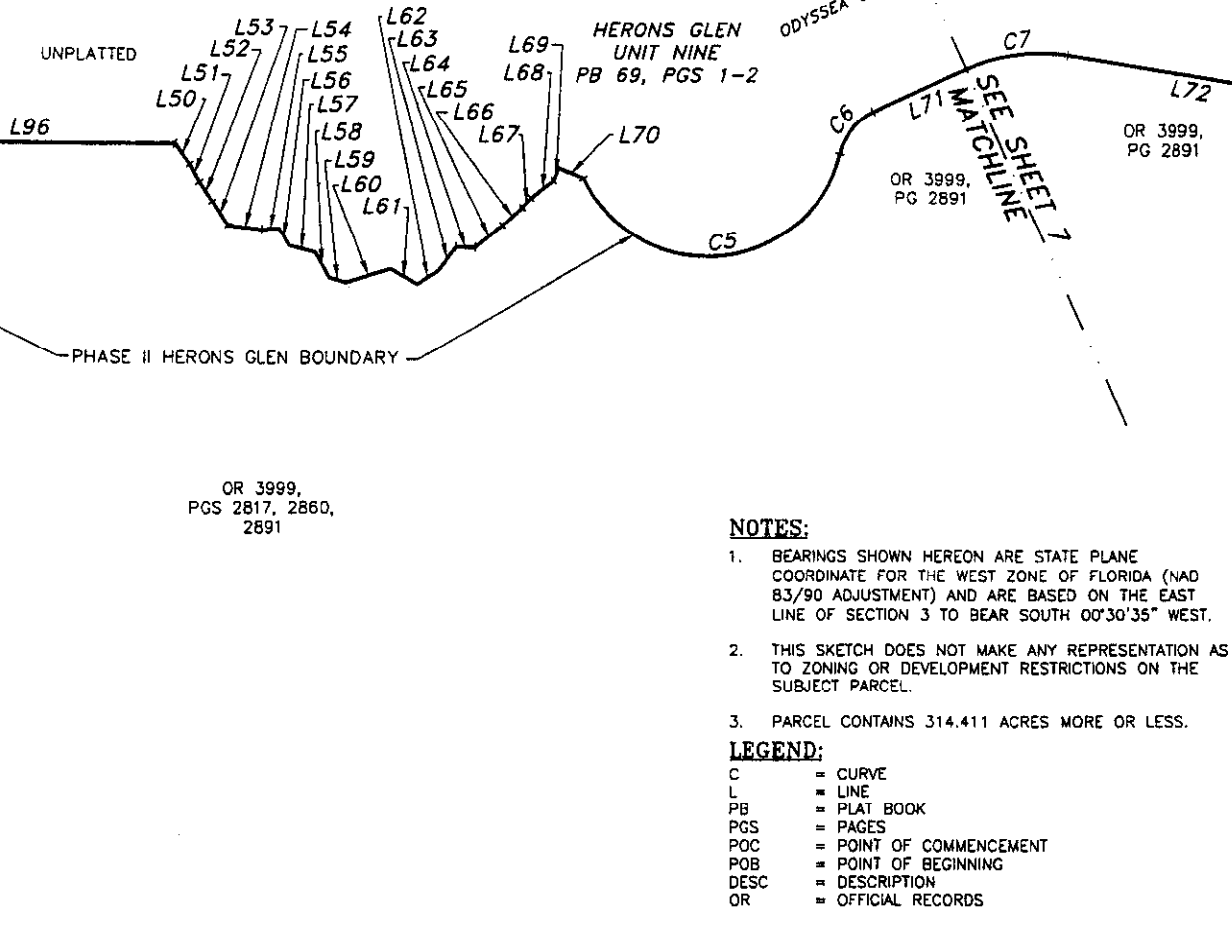 UNPLATTED
L96
L50
L51
L52
L53
L54
L55
L56
L57
L58
L59
L60
L61
L62
L63
L64
L65
L66
L67
L68
L69
HERONS GLEN
UNIT NINE
PB 69, PGS 1-2
L70
ODYSSEA
C5
C6
L71
C7
L72
SEE SHEET 7
MATCHLINE
OR 3999,
PG 2891
OR 3999,
PG 2891
PHASE II HERONS GLEN BOUNDARY
OR 3999,
PGS 2817, 2860,
2891
NOTES:
1. BEARINGS SHOWN HEREON ARE STATE PLANE
COORDINATE FOR THE WEST ZONE OF FLORIDA (NAD
83/90 ADJUSTMENT) AND ARE BASED ON THE EAST
LINE OF SECTION 3 TO BEAR SOUTH 00°30'35" WEST.
2. THIS SKETCH DOES NOT MAKE ANY REPRESENTATION AS
TO ZONING OR DEVELOPMENT RESTRICTIONS ON THE
SUBJECT PARCEL.
3. PARCEL CONTAINS 314.411 ACRES MORE OR LESS.
LEGEND:
C = CURVE
L = LINE
PB = PLAT BOOK
PGS = PAGES
POC = POINT OF COMMENCEMENT
POB = POINT OF BEGINNING
DESC = DESCRIPTION
OR = OFFICIAL RECORDS